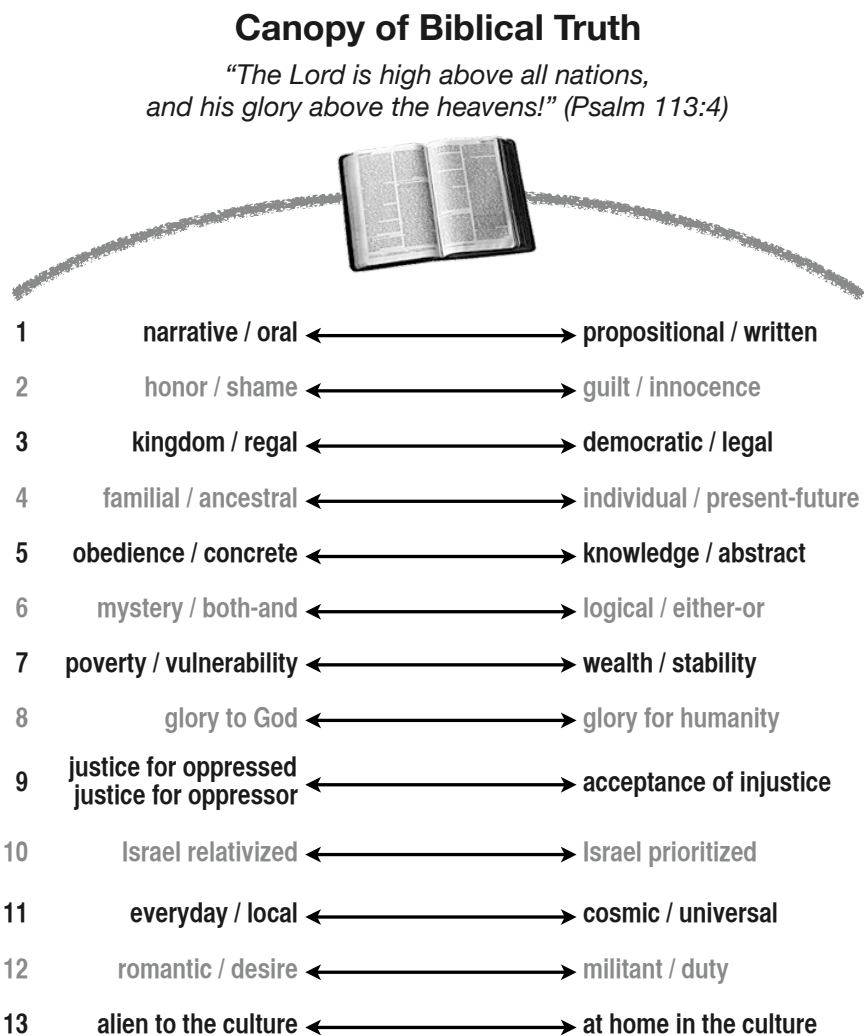 Canopy of Biblical Truth
“The Lord is high above all nations,
and his glory above the heavens!” (Psalm 113:4)
1 narrative / oral propositional / written
2 honor / shame guilt / innocence
3 kingdom / regal democratic / legal
4 familial / ancestral individual / present-future
5 obedience / concrete knowledge / abstract
6 mystery / both-and logical / either-or
7 poverty / vulnerability wealth / stability
8 glory to God glory for humanity
9 justice for oppressed
justice for oppressor acceptance of injustice
10 Israel relativized Israel prioritized
11 everyday / local cosmic / universal
12 romantic / desire militant / duty
13 alien to the culture at home in the culture